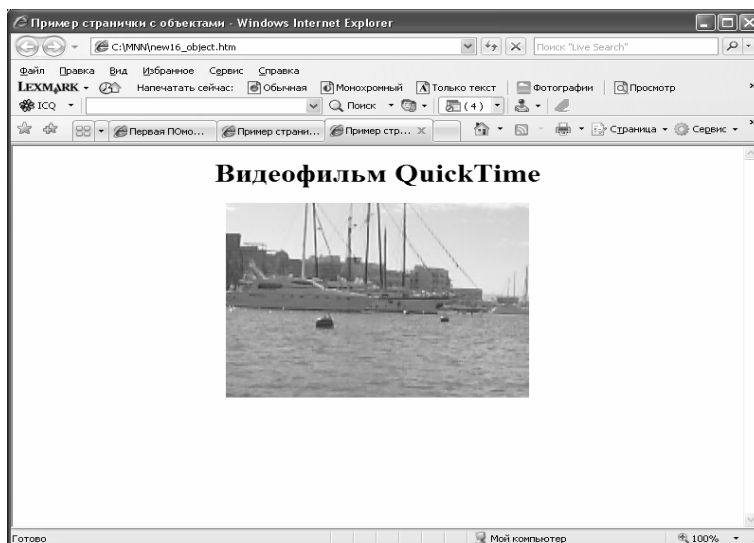 Пример странички с объектами - Windows Internet Explorer
C:\MNN\new16_object.htm Поиск "Live Search"
Файл Правка Вид Избранное Сервис Справка
LEXMARK Напечатать сейчас: Обычная Монохромный Только текст Фотографии Просмотр »
ICQ Поиск (4)
Первая ПОмо... Пример страни... Пример стр... Страница Сервис »
Видеофильм QuickTime
Готово Мой компьютер 100%